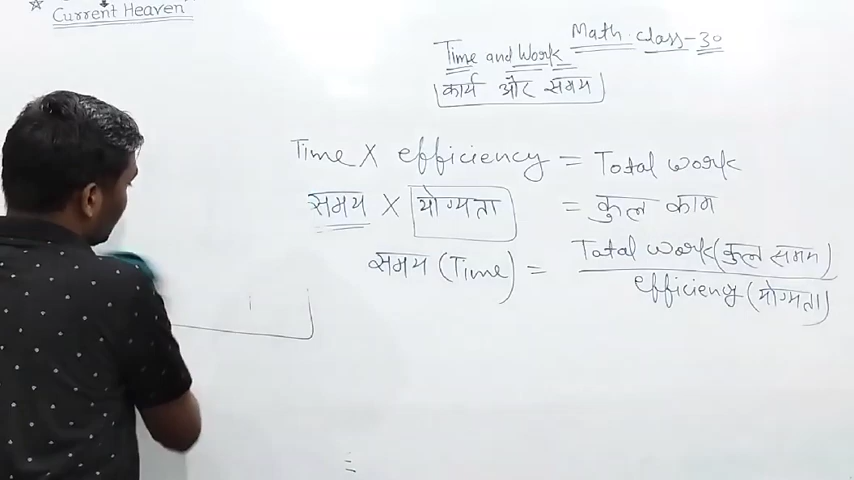 ☆ Current Heaven
Math. class-30
Time and Work
कार्य और समय
Time X efficiency = Total work
समय X योग्यता = कुल काम
समय (Time) = Total work (कुल समय)
efficiency (योग्यता)